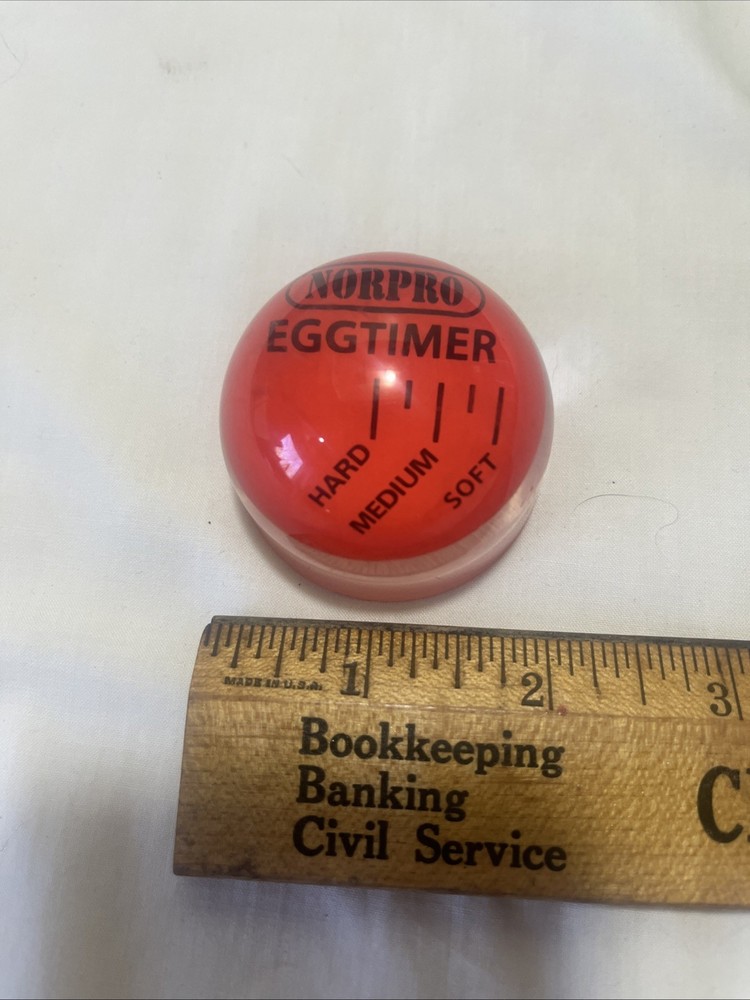 NORPRO
EGGTIMER
HARD
MEDIUM
SOFT
1 2 3
MADE IN U.S.A.
Bookkeeping
Banking
Civil Service